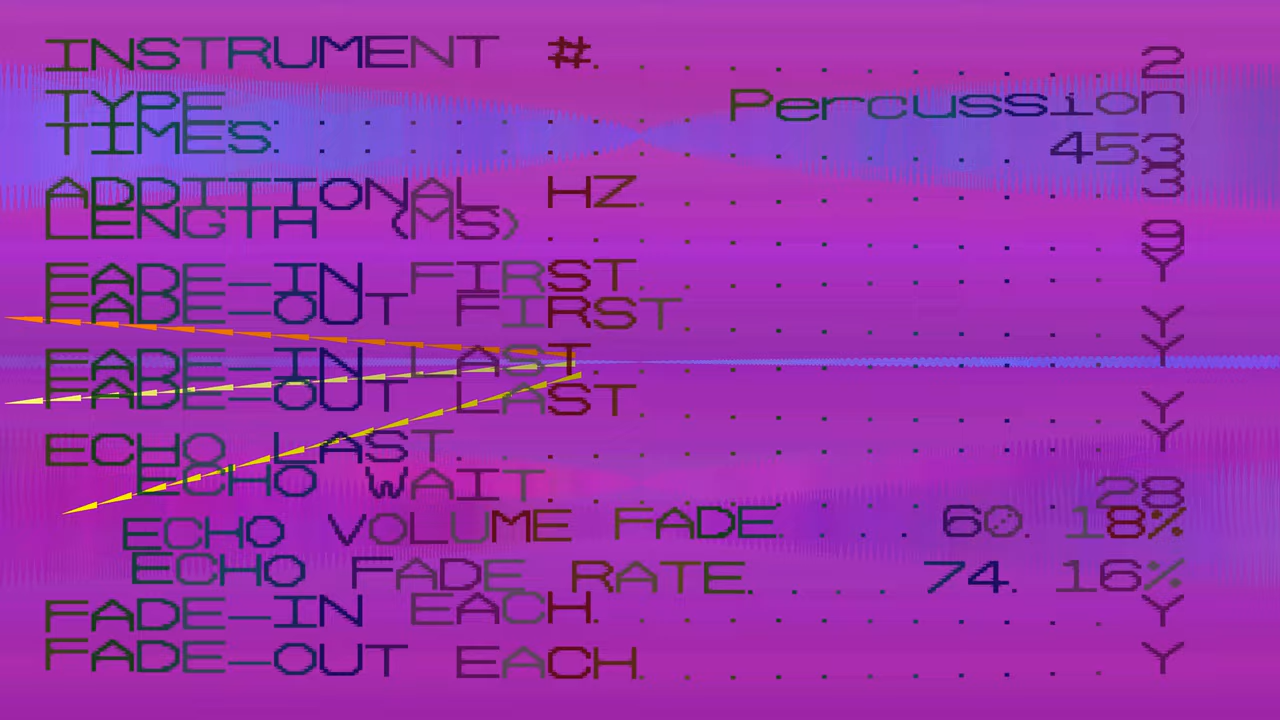 INSTRUMENT #. . . . . . . . . . . . 2
TYPE. . . . . . . . . . Percussion
TIMES. . . . . . . . . . . . . . . . . . 453
ADDITIONAL HZ. . . . . . . . . . . 3
LENGTH (MS) . . . . . . . . . . . . . 9
FADE-IN FIRST. . . . . . . . . . . Y
FADE-OUT FIRST. . . . . . . . . . Y
FADE-IN LAST. . . . . . . . . . . . Y
FADE-OUT LAST. . . . . . . . . . . Y
ECHO LAST. . . . . . . . . . . . . . . Y
ECHO WAIT. . . . . . . . . . . . . 28
ECHO VOLUME FADE. . . . 60.18%
ECHO FADE RATE. . . . 74.16%
FADE-IN EACH. . . . . . . . . . . . Y
FADE-OUT EACH. . . . . . . . . . . Y